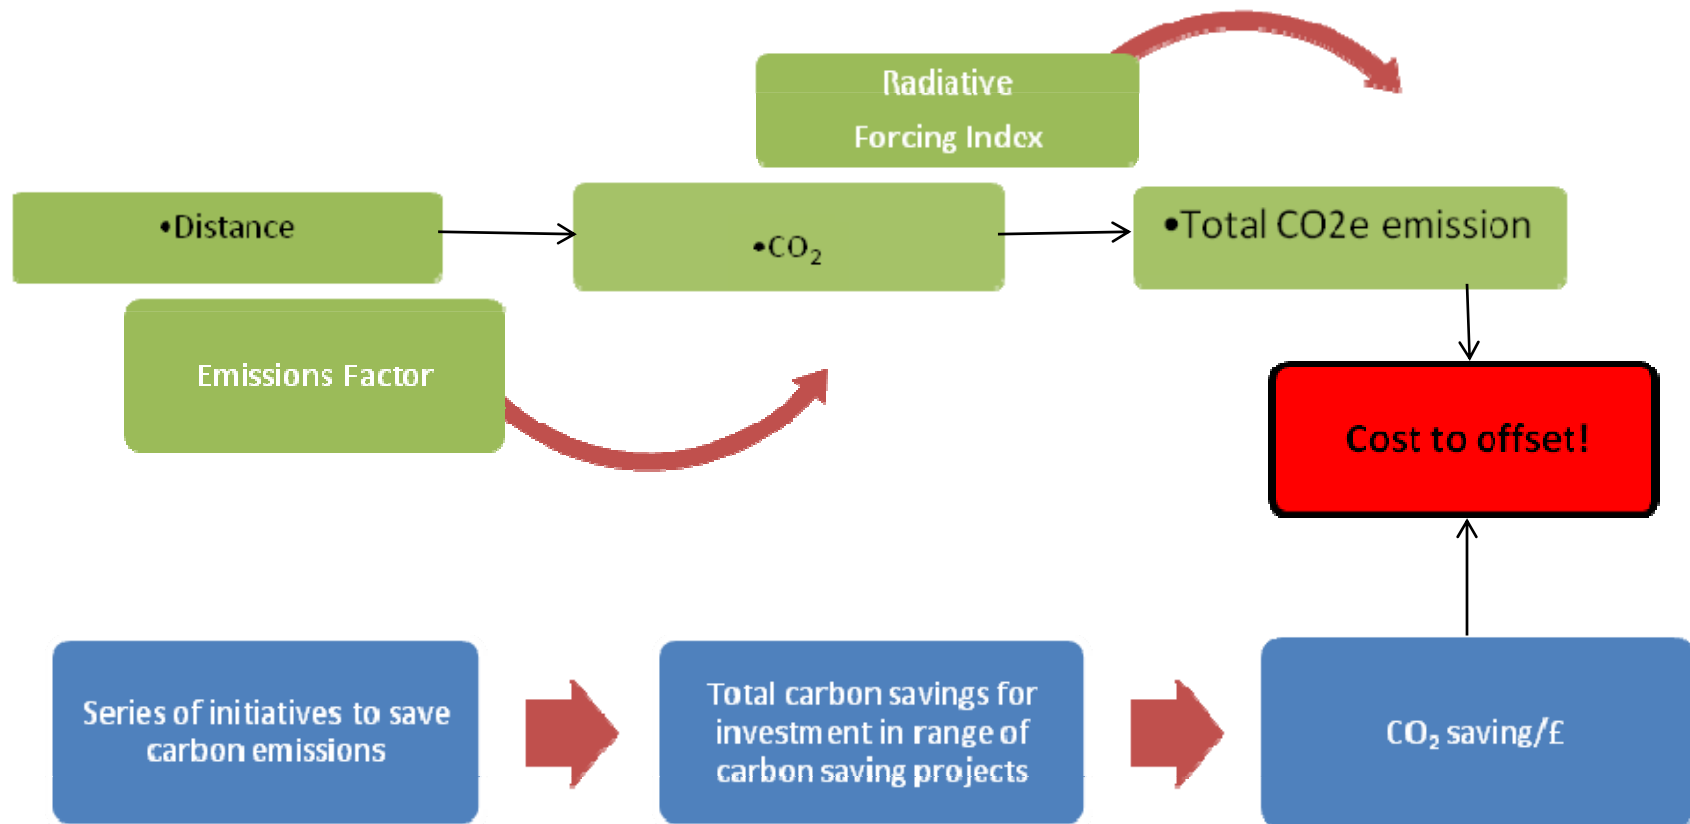 Radiative
Forcing Index
•Distance
•CO₂
•Total CO2e emission
Emissions Factor
Cost to offset!
Series of initiatives to save
carbon emissions
Total carbon savings for
investment in range of
carbon saving projects
CO₂ saving/£